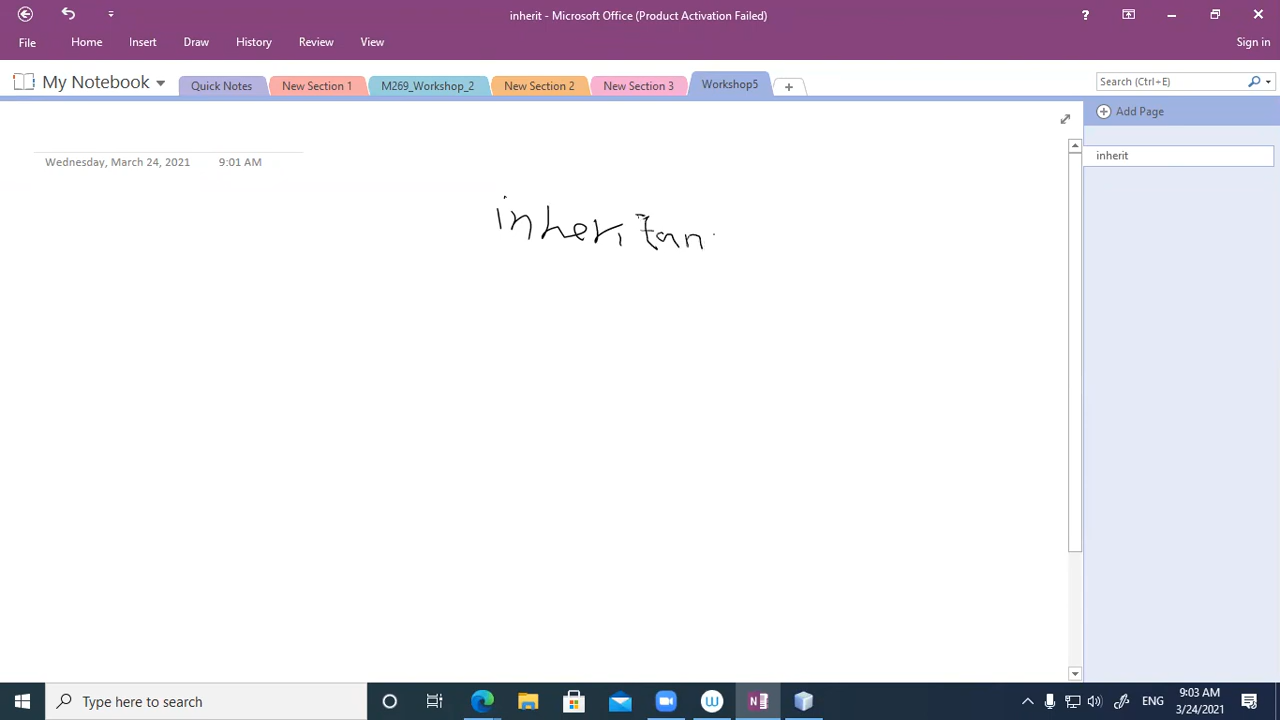 inherit - Microsoft Office (Product Activation Failed)
File Home Insert Draw History Review View Sign in
My Notebook Quick Notes New Section 1 M269_Workshop_2 New Section 2 New Section 3 Workshop5 Search (Ctrl+E)
Add Page
inherit
Wednesday, March 24, 2021 9:01 AM
inheritan
Type here to search ENG 9:03 AM
3/24/2021